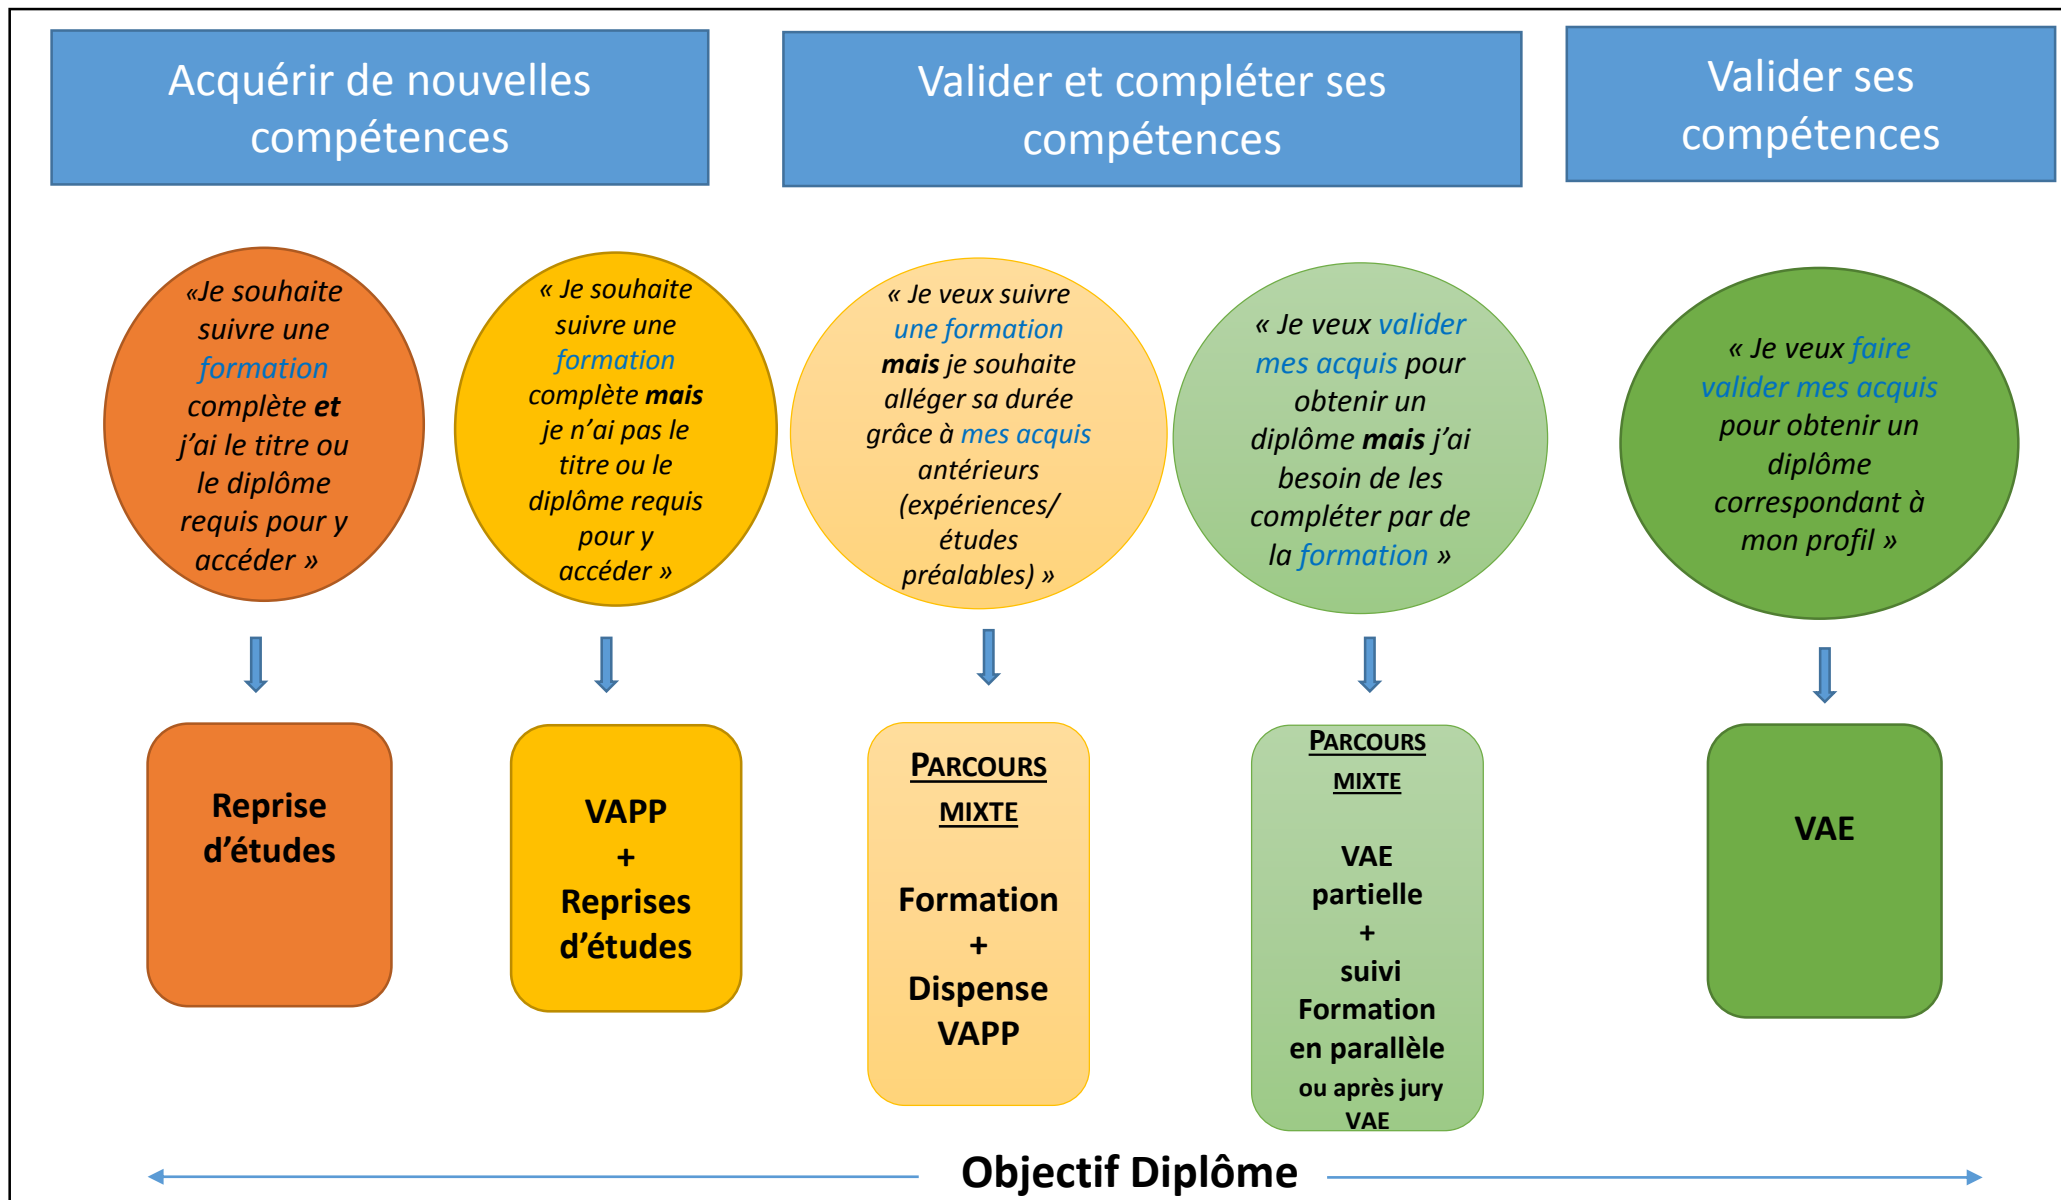 Acquérir de nouvelles
compétences
Valider et compléter ses
compétences
Valider ses
compétences
«Je souhaite
suivre une
formation
complète et
j’ai le titre ou
le diplôme
requis pour y
accéder »
« Je souhaite
suivre une
formation
complète mais
je n’ai pas le
titre ou le
diplôme requis
pour y
accéder »
« Je veux suivre
une formation
mais je souhaite
alléger sa durée
grâce à mes acquis
antérieurs
(expériences/
études
préalables) »
« Je veux valider
mes acquis pour
obtenir un
diplôme mais j’ai
besoin de les
compléter par de
la formation »
« Je veux faire
valider mes acquis
pour obtenir un
diplôme
correspondant à
mon profil »
Reprise
d’études
VAPP
+
Reprises
d’études
PARCOURS
MIXTE
Formation
+
Dispense
VAPP
PARCOURS
MIXTE
VAE
partielle
+
suivi
Formation
en parallèle
ou après jury
VAE
VAE
Objectif Diplôme